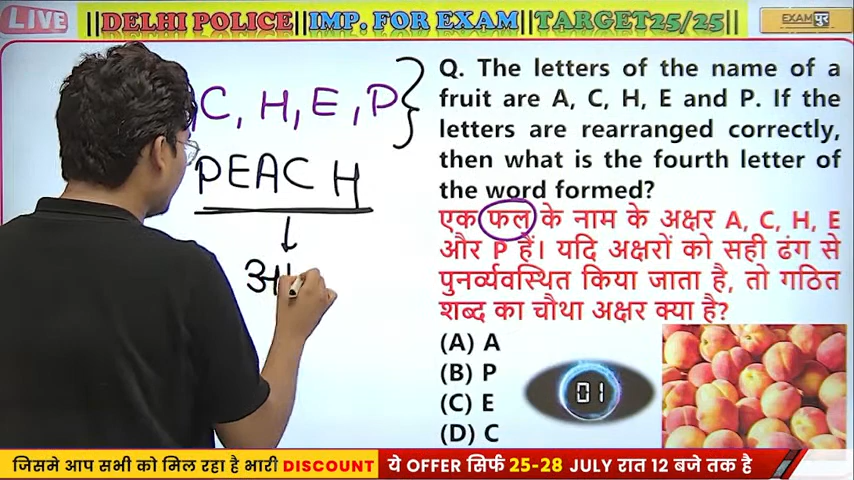 LIVE
||DELHI POLICE||IMP. FOR EXAM||TARGET25/25||
EXAMपुर
C, H, E, P}
PEACH
Q. The letters of the name of a
fruit are A, C, H, E and P. If the
letters are rearranged correctly,
then what is the fourth letter of
the word formed?
एक फल के नाम के अक्षर A, C, H, E
और P हैं। यदि अक्षरों को सही ढंग से
पुनर्व्यवस्थित किया जाता है, तो गठित
शब्द का चौथा अक्षर क्या है?
(A) A
(B) P
(C) E
(D) C
01
जिसमे आप सभी को मिल रहा है भारी DISCOUNT ये OFFER सिर्फ 25-28 JULY रात 12 बजे तक है